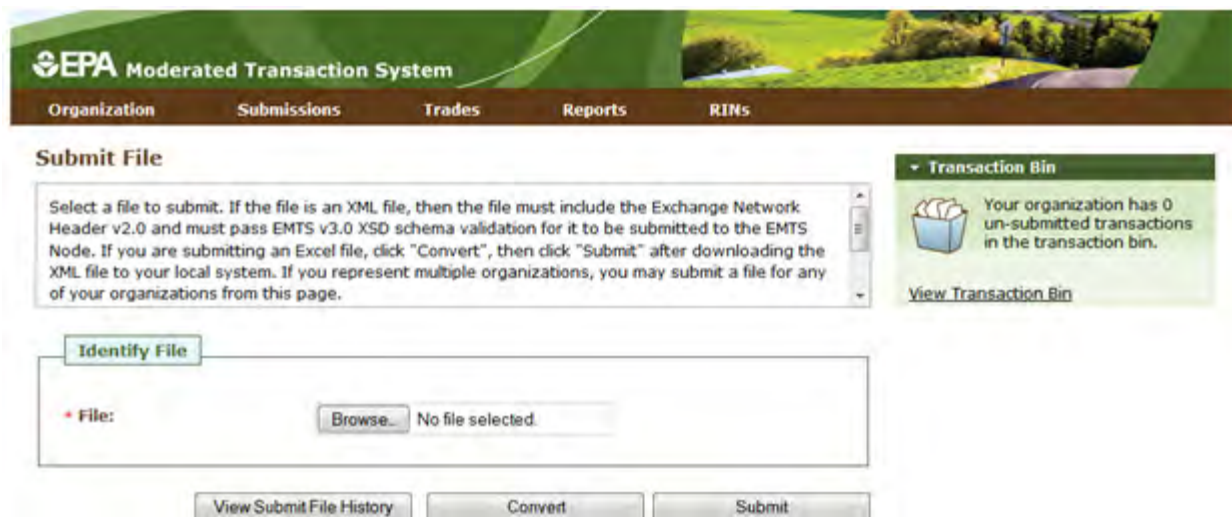 EPA Moderated Transaction System
Organization Submissions Trades Reports RINs
Submit File
Select a file to submit. If the file is an XML file, then the file must include the Exchange Network
Header v2.0 and must pass EMTS v3.0 XSD schema validation for it to be submitted to the EMTS
Node. If you are submitting an Excel file, click "Convert", then click "Submit" after downloading the
XML file to your local system. If you represent multiple organizations, you may submit a file for any
of your organizations from this page.
Transaction Bin
Your organization has 0
un-submitted transactions
in the transaction bin.
View Transaction Bin
Identify File
* File: Browse.. No file selected.
View Submit File History Convert Submit